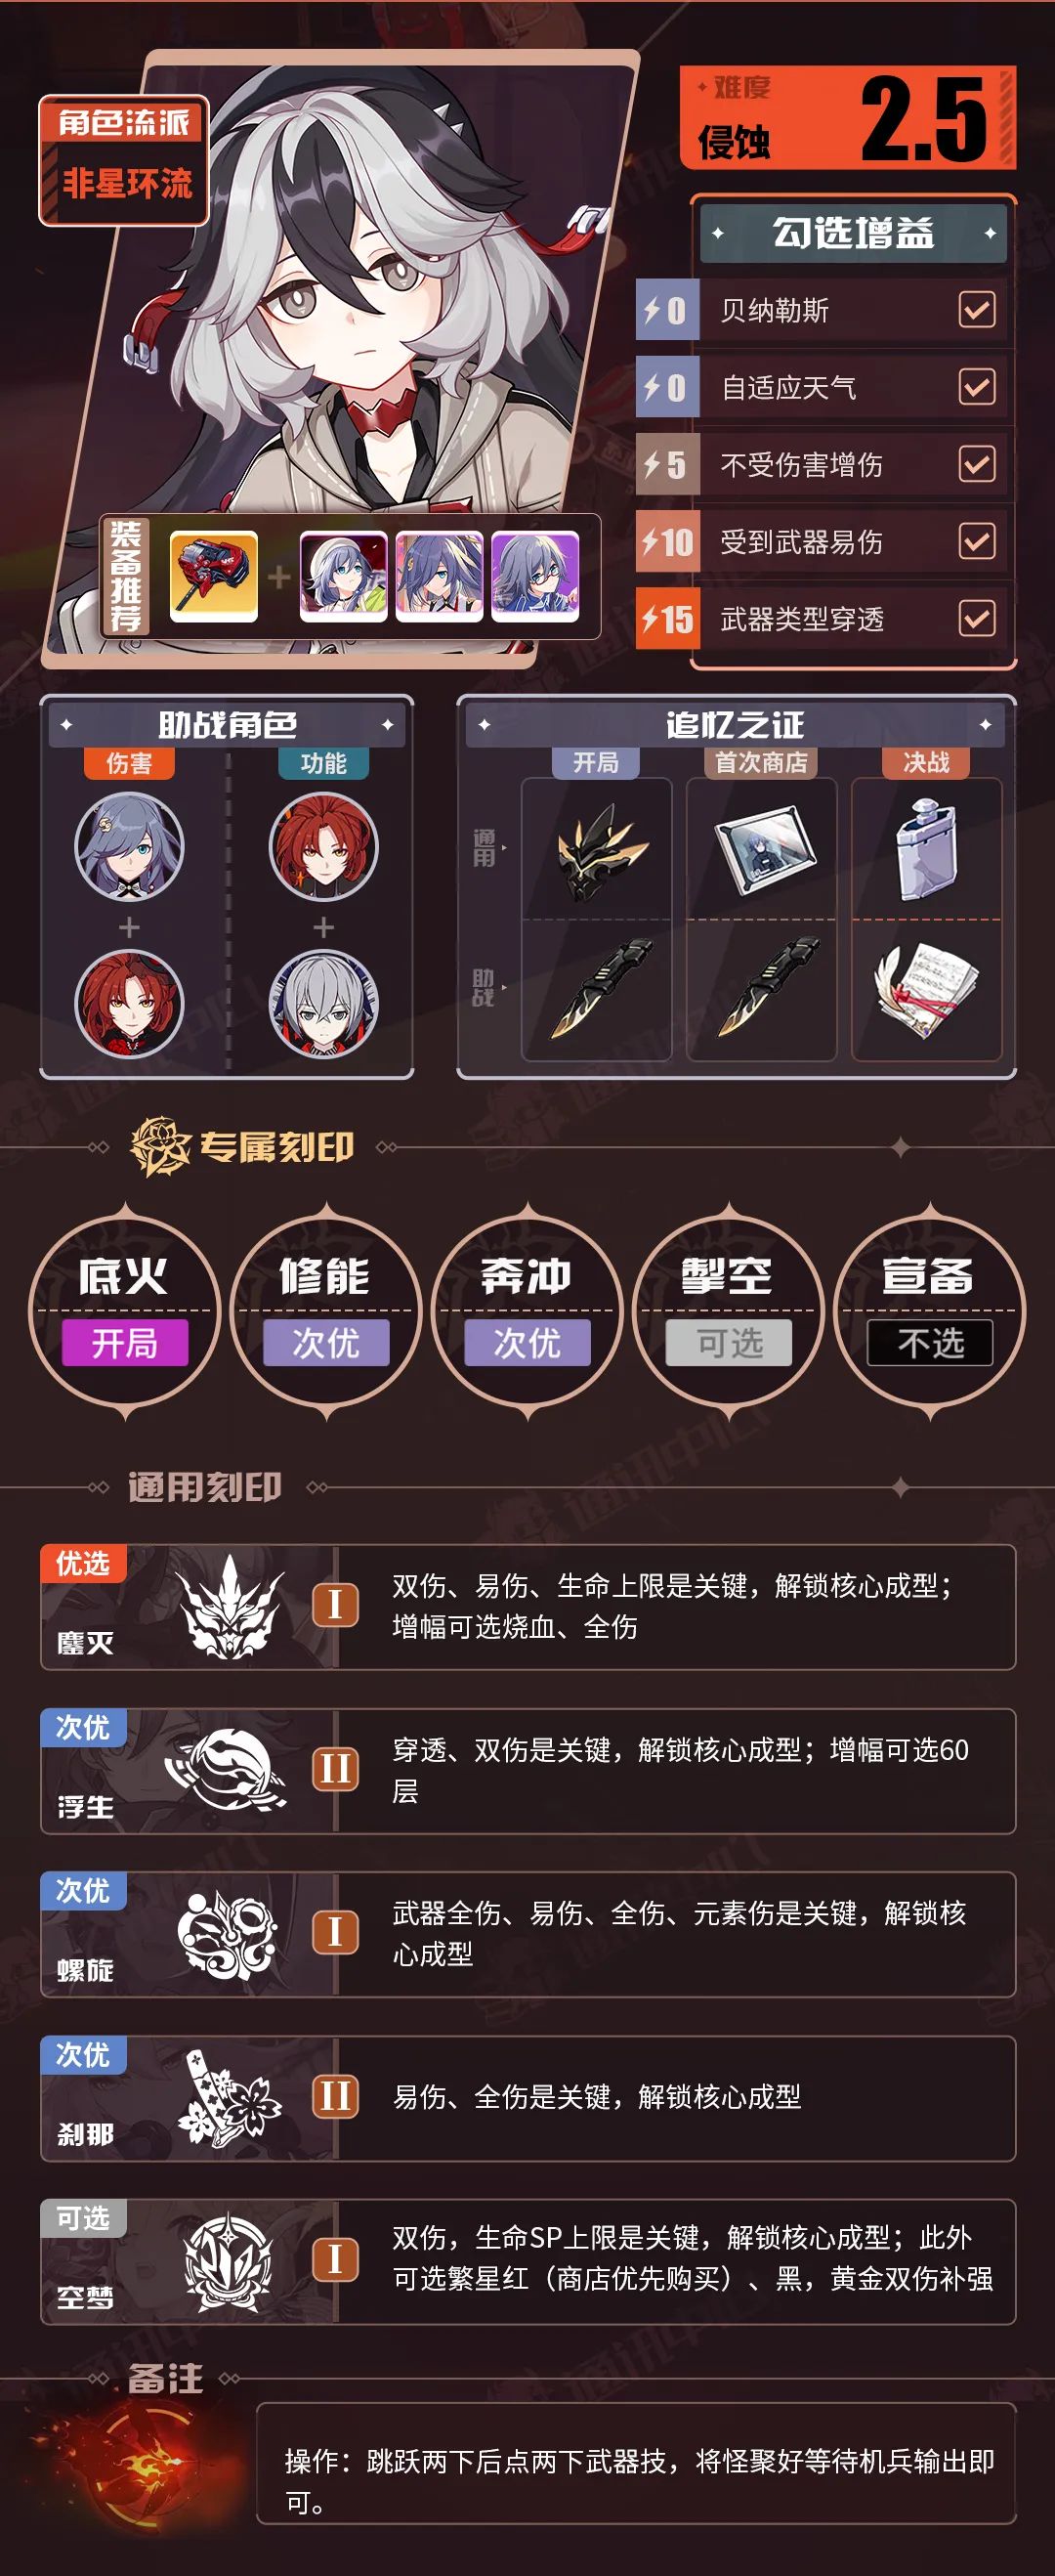 角色流派
非星环流
难度
侵蚀
2.5
勾选增益
0 贝纳勒斯
0 自适应天气
5 不受伤害增伤
10 受到武器易伤
15 武器类型穿透
装备推荐
助战角色
伤害 功能
追忆之证
开局 首次商店 决战
通用
助战
专属刻印
底火 修能 奔冲 掣空 宣备
开局 次优 次优 可选 不选
通用刻印
优选
鏖灭
I
双伤、易伤、生命上限是关键，解锁核心成型；
增幅可选烧血、全伤
次优
浮生
II
穿透、双伤是关键，解锁核心成型；增幅可选60
层
次优
螺旋
I
武器全伤、易伤、全伤、元素伤是关键，解锁核
心成型
次优
刹那
II
易伤、全伤是关键，解锁核心成型
可选
空梦
I
双伤，生命SP上限是关键，解锁核心成型；此外
可选繁星红（商店优先购买）、黑，黄金双伤补强
备注
操作：跳跃两下后点两下武器技，将怪聚好等待机兵输出即
可。